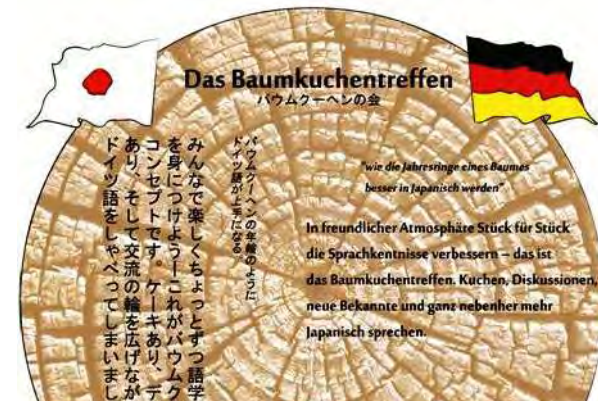 Das Baumkuchentreffen
バウムクーヘンの会
バウムクーヘンの年輪のように
ドイツ語が上手になる。
みんなで楽しくちょっとずつ語学
を身につけよう！これがバウムク
コンセプトです。ケーキあり、デ
あり、そして交流の輪を広げなが
ドイツ語をしゃべってしまいまし
"wie die Jahresringe eines Baumes
besser in Japanisch werden"
In freundlicher Atmosphäre Stück für Stück
die Sprachkentnisse verbessern – das ist
das Baumkuchentreffen. Kuchen, Diskussionen,
neue Bekannte und ganz nebenher mehr
Japanisch sprechen.